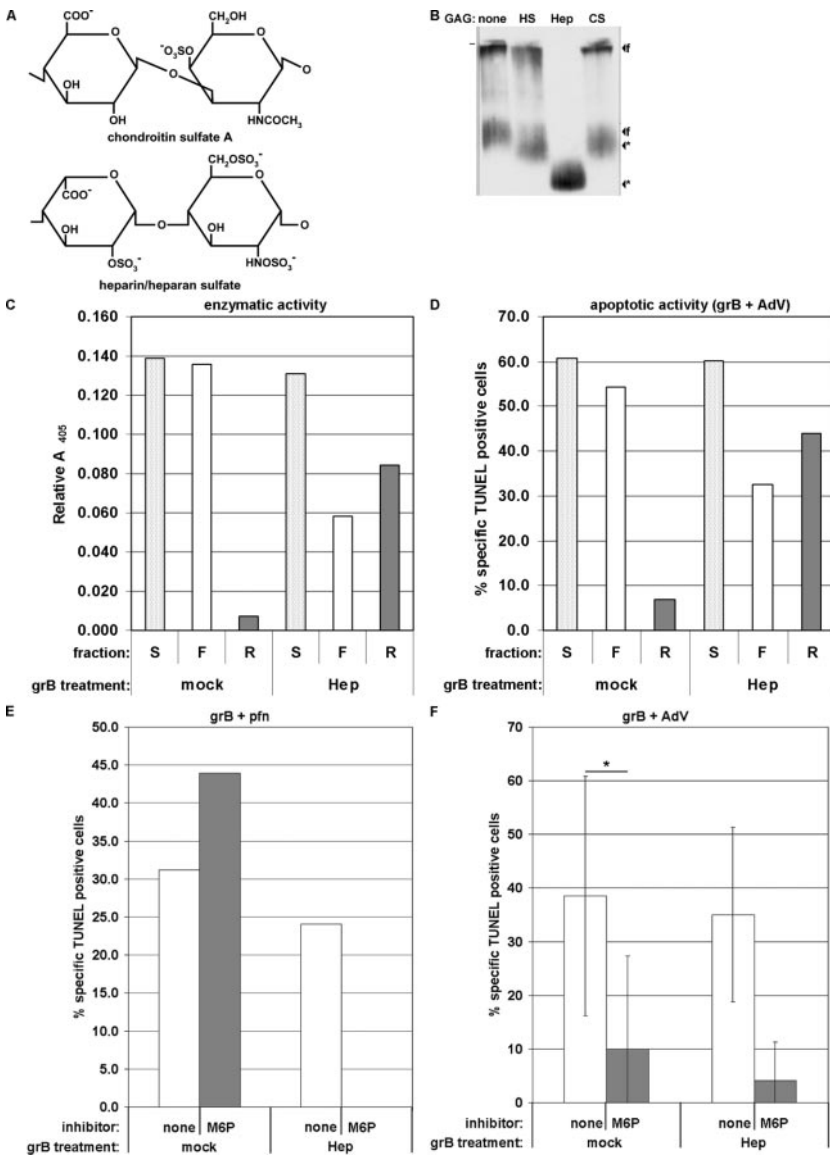 A
COO⁻
O
CH₂OH
O
⁻O₃S
SO
O
O
OH
OH
HNCOCH₃
chondroitin sulfate A
CH₂OSO₃⁻
O
O
COO⁻
OH
O
OH
O
OSO₃⁻
HNOSO₃⁻
heparin/heparan sulfate
B
GAG: none HS Hep CS
f
f
*
*
C
enzymatic activity
Relative A 405
0.160
0.140
0.120
0.100
0.080
0.060
0.040
0.020
0.000
fraction: S F R S F R
grB treatment: mock Hep
D
apoptotic activity (grB + AdV)
% specific TUNEL positive cells
70.0
60.0
50.0
40.0
30.0
20.0
10.0
0.0
fraction: S F R S F R
grB treatment: mock Hep
E
grB + pfn
% specific TUNEL positive cells
50.0
45.0
40.0
35.0
30.0
25.0
20.0
15.0
10.0
5.0
0.0
inhibitor: none M6P none M6P
grB treatment: mock Hep
F
grB + AdV
% specific TUNEL positive cells
70
60
50
40
30
20
10
0
*
inhibitor: none M6P none M6P
grB treatment: mock Hep